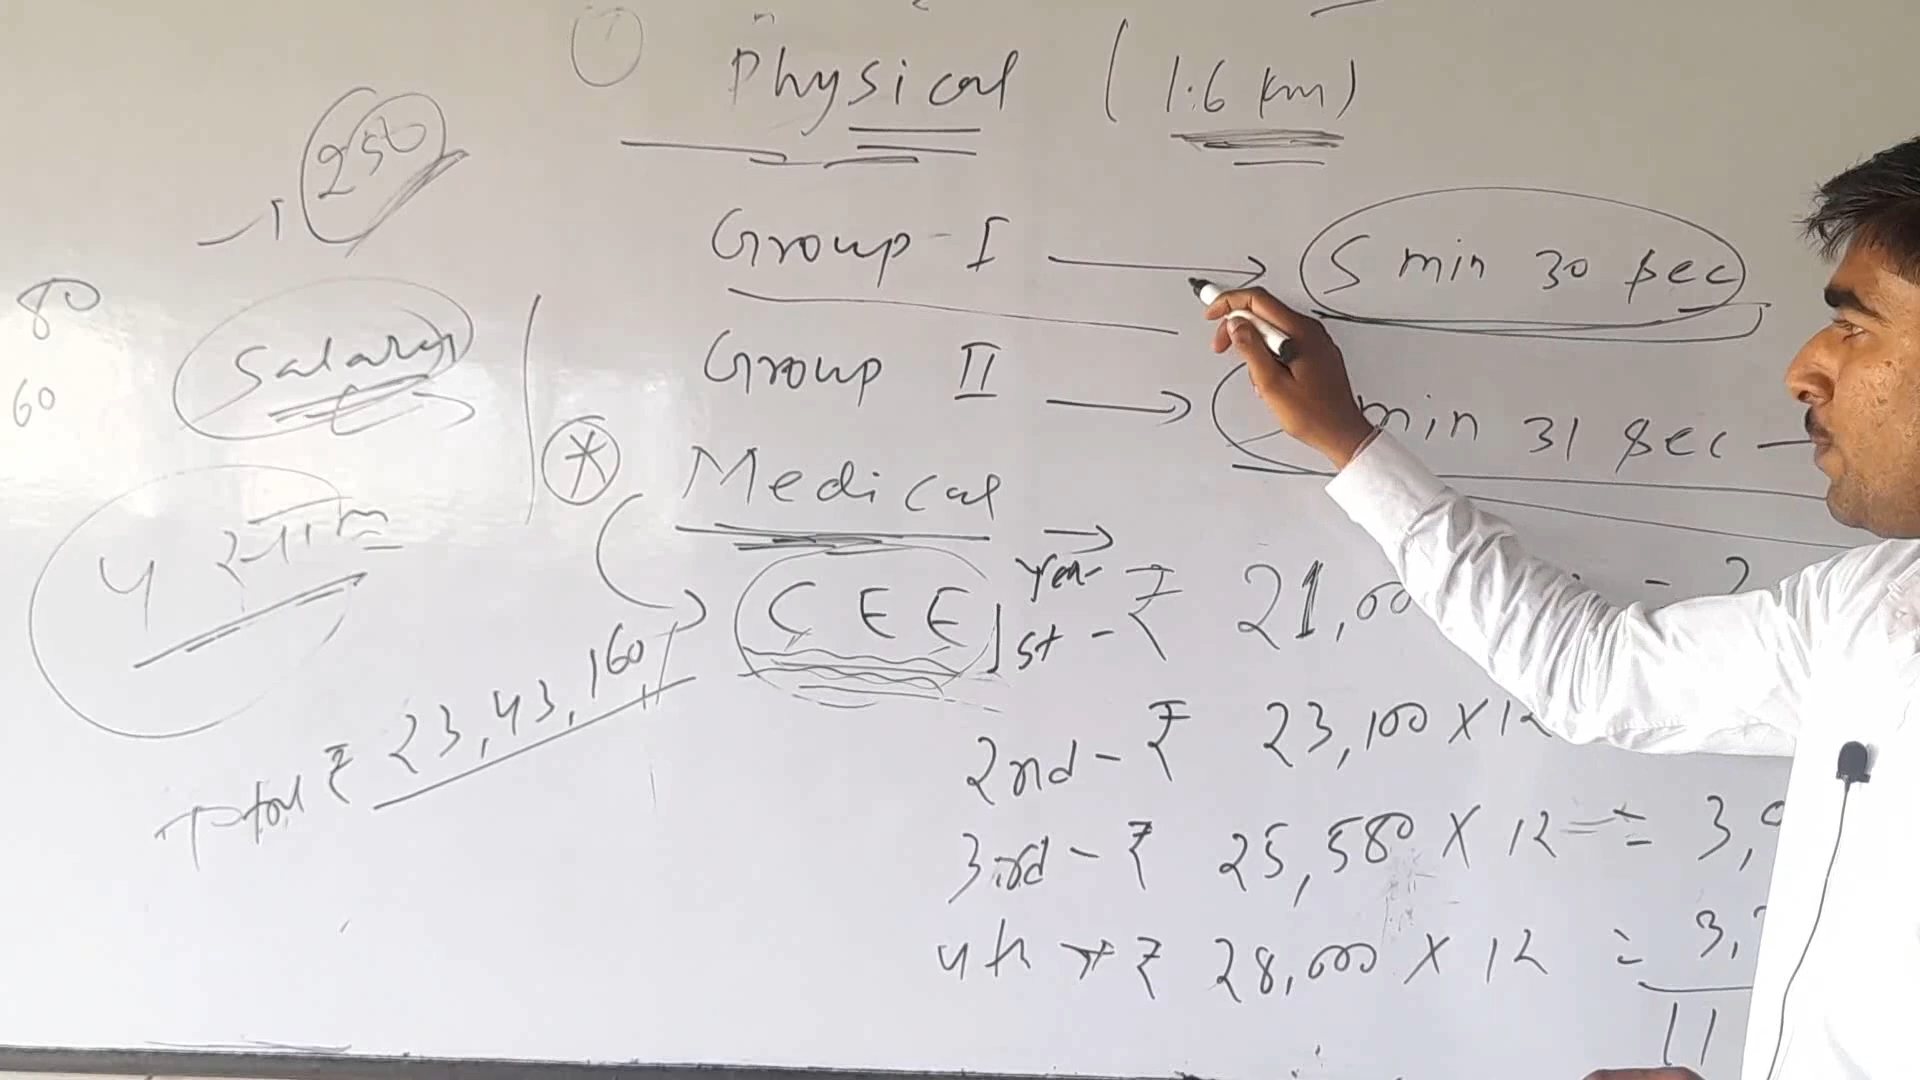 Physical (1.6 km)
250
Group-I → 5 min 30 sec
80
Salary
60
Group II → min 31 sec -
* Medical
4 साल
CEE
Year
1st - ₹ 21,00
Total ₹ 23,43,160/
2nd - ₹ 23,100 X 12
3rd - ₹ 25,580 X 12 = 3,
4th → ₹ 28,000 X 12 = 3,
11